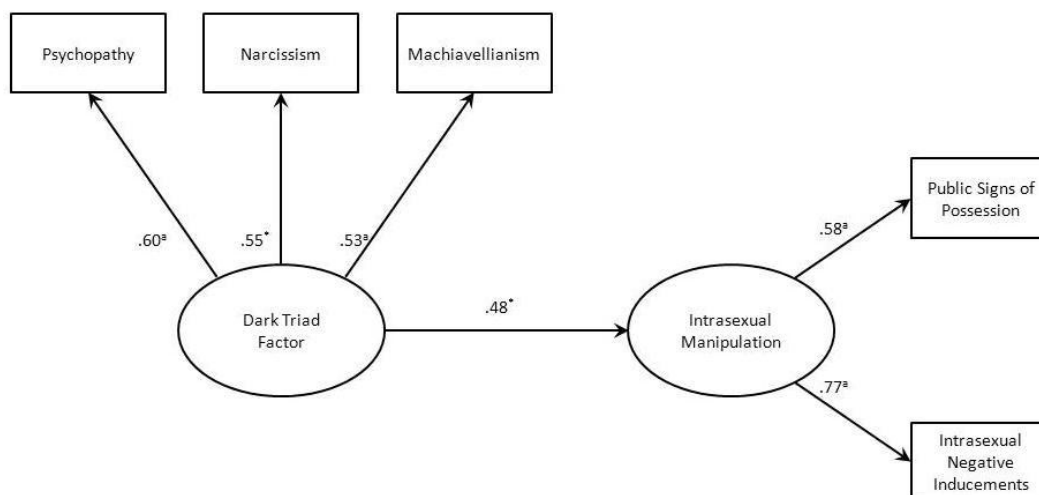 Psychopathy
Narcissism
Machiavellianism
.60ª
.55*
.53ª
Dark Triad
Factor
.48*
Intrasexual
Manipulation
.58ª
Public Signs of
Possession
.77ª
Intrasexual
Negative
Inducements